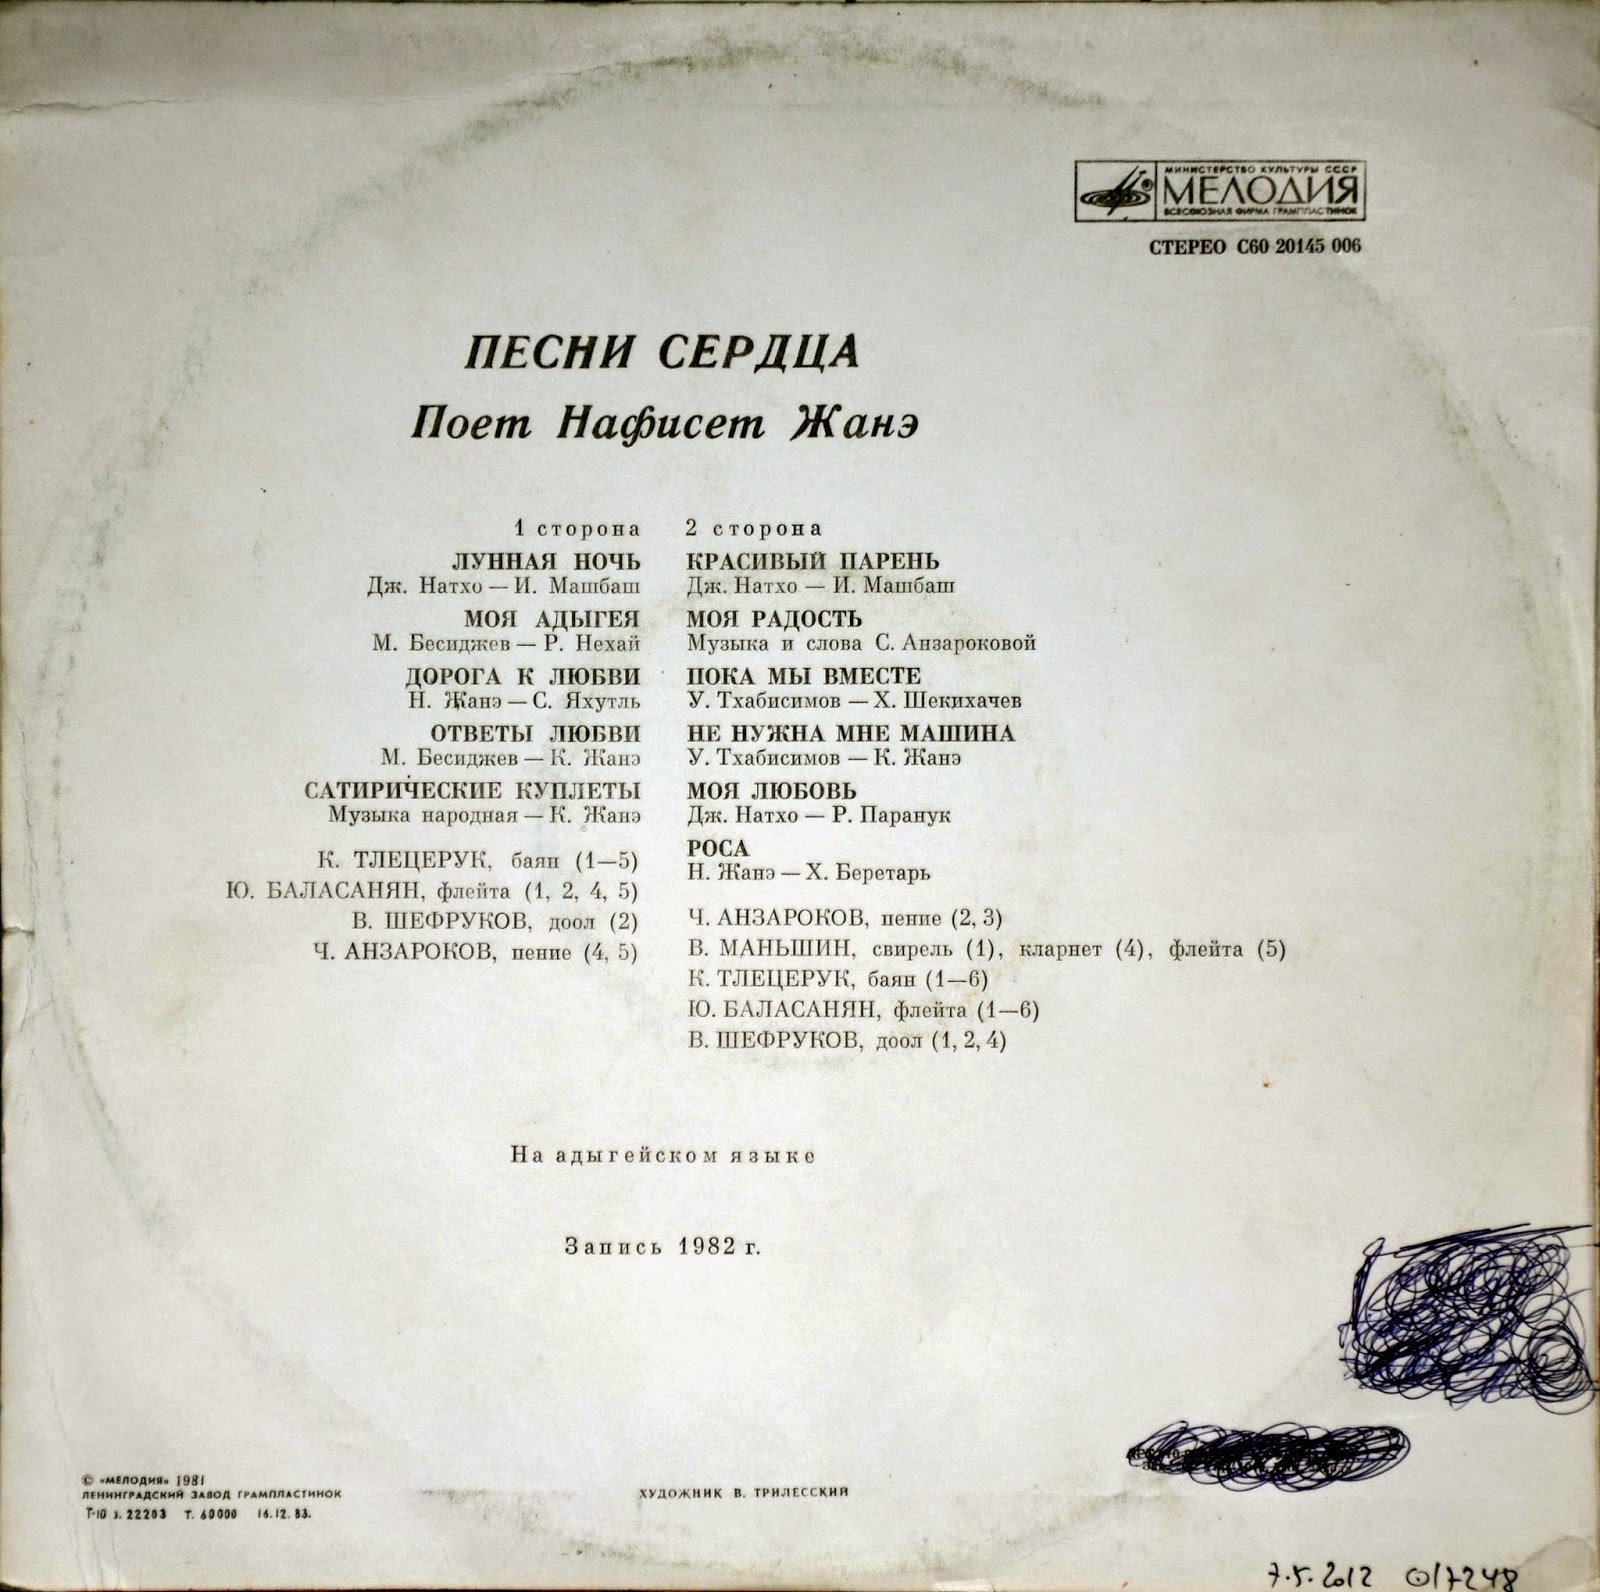 МИНИСТЕРСТВО КУЛЬТУРЫ СССР
МЕЛОДИЯ
ВСЕСОЮЗНАЯ ФИРМА ГРАМПЛАСТИНОК
СТЕРЕО С60 20145 006
ПЕСНИ СЕРДЦА
Поет Нафисет Жанэ
1 сторона
ЛУННАЯ НОЧЬ
Дж. Натхо — И. Машбаш
МОЯ АДЫГЕЯ
М. Бесиджев — Р. Нехай
ДОРОГА К ЛЮБВИ
Н. Жанэ — С. Яхутль
ОТВЕТЫ ЛЮБВИ
М. Бесиджев — К. Жанэ
САТИРИЧЕСКИЕ КУПЛЕТЫ
Музыка народная — К. Жанэ
К. ТЛЕЦЕРУК, баян (1—5)
Ю. БАЛАСАНЯН, флейта (1, 2, 4, 5)
В. ШЕФРУКОВ, доол (2)
Ч. АНЗАРОКОВ, пение (4, 5)
2 сторона
КРАСИВЫЙ ПАРЕНЬ
Дж. Натхо — И. Машбаш
МОЯ РАДОСТЬ
Музыка и слова С. Анзароковой
ПОКА МЫ ВМЕСТЕ
У. Тхабисимов — Х. Шекихачев
НЕ НУЖНА МНЕ МАШИНА
У. Тхабисимов — К. Жанэ
МОЯ ЛЮБОВЬ
Дж. Натхо — Р. Паранук
РОСА
Н. Жанэ — Х. Беретарь
Ч. АНЗАРОКОВ, пение (2, 3)
В. МАНЬШИН, свирель (1), кларнет (4), флейта (5)
К. ТЛЕЦЕРУК, баян (1—6)
Ю. БАЛАСАНЯН, флейта (1—6)
В. ШЕФРУКОВ, доол (1, 2, 4)
На адыгейском языке
Запись 1982 г.
© «МЕЛОДИЯ» 1981
ЛЕНИНГРАДСКИЙ ЗАВОД ГРАМПЛАСТИНОК
Т-10 з. 22203 Т. 60000 16.12.83.
ХУДОЖНИК В. ТРИЛЕССКИЙ
7.5.2012 0/7248